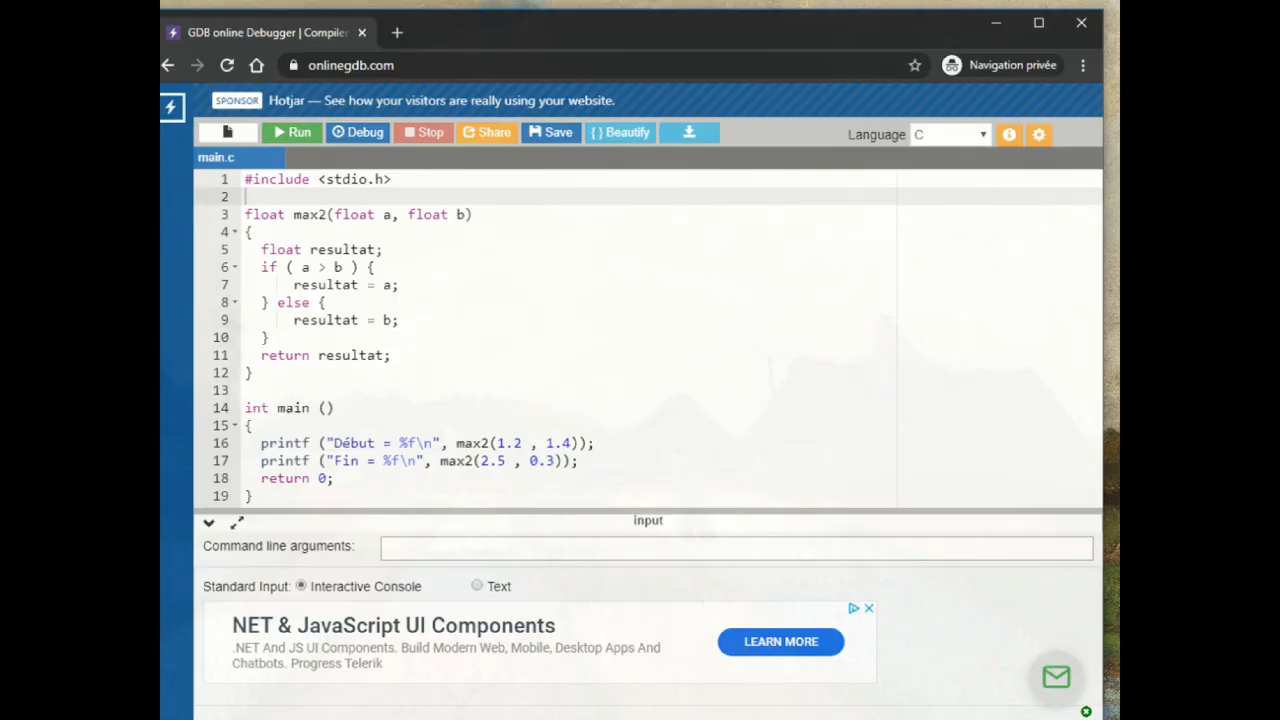 GDB online Debugger | Compiler
onlinegdb.com
Navigation privée
SPONSOR Hotjar — See how your visitors are really using your website.
Run Debug Stop Share Save { } Beautify Language C
main.c
1 #include <stdio.h>
2
3 float max2(float a, float b)
4 {
5 float resultat;
6 if ( a > b ) {
7 resultat = a;
8 } else {
9 resultat = b;
10 }
11 return resultat;
12 }
13
14 int main ()
15 {
16 printf ("Début = %f\n", max2(1.2 , 1.4));
17 printf ("Fin = %f\n", max2(2.5 , 0.3));
18 return 0;
19 }
input
Command line arguments:
Standard Input: Interactive Console Text
NET & JavaScript UI Components
.NET And JS UI Components. Build Modern Web, Mobile, Desktop Apps And
Chatbots. Progress Telerik
LEARN MORE